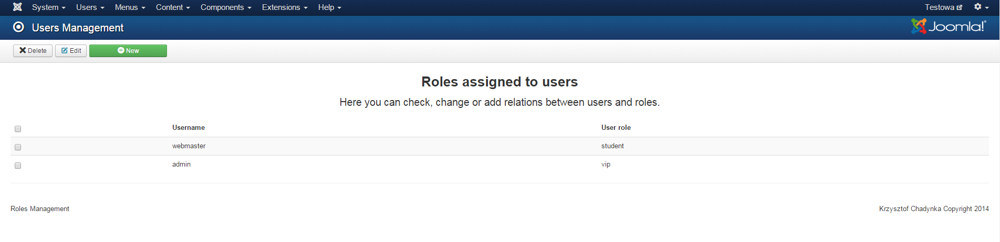 System Users Menus Content Components Extensions Help Testowa
Users Management Joomla!®
Delete Edit New
Roles assigned to users
Here you can check, change or add relations between users and roles.
Username User role
webmaster student
admin vip
Roles Management Krzysztof Chadynka Copyright 2014